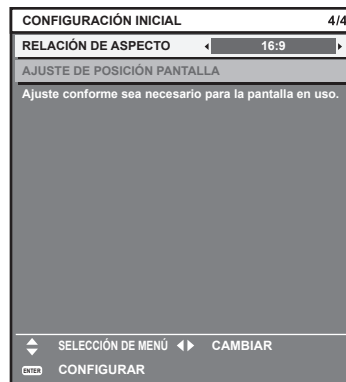 CONFIGURACIÓN INICIAL 4/4
RELACIÓN DE ASPECTO 16:9
AJUSTE DE POSICIÓN PANTALLA
Ajuste conforme sea necesario para la pantalla en uso.
SELECCIÓN DE MENÚ CAMBIAR
ENTER CONFIGURAR